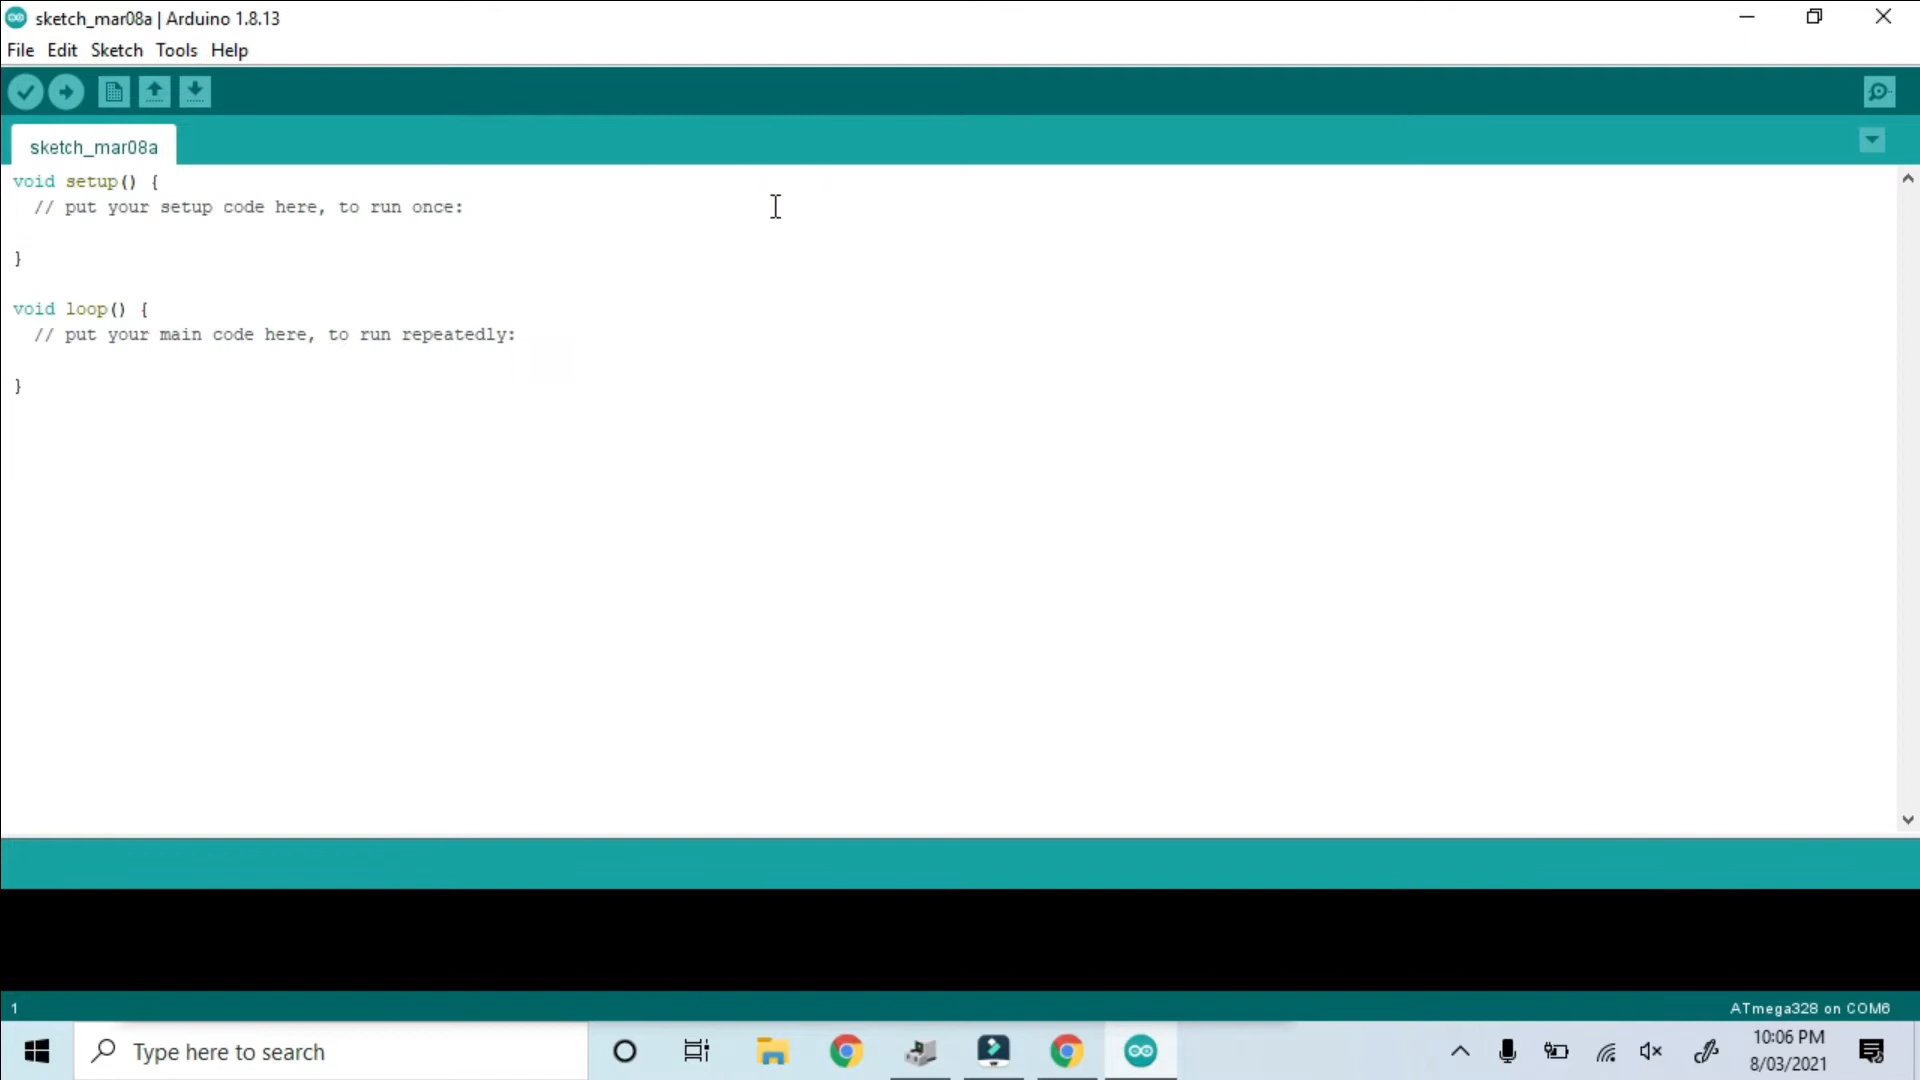 sketch_mar08a | Arduino 1.8.13
File Edit Sketch Tools Help
sketch_mar08a
void setup() {
  // put your setup code here, to run once:
}
void loop() {
  // put your main code here, to run repeatedly:
}
1
ATmega328 on COM6
Type here to search
10:06 PM
8/03/2021